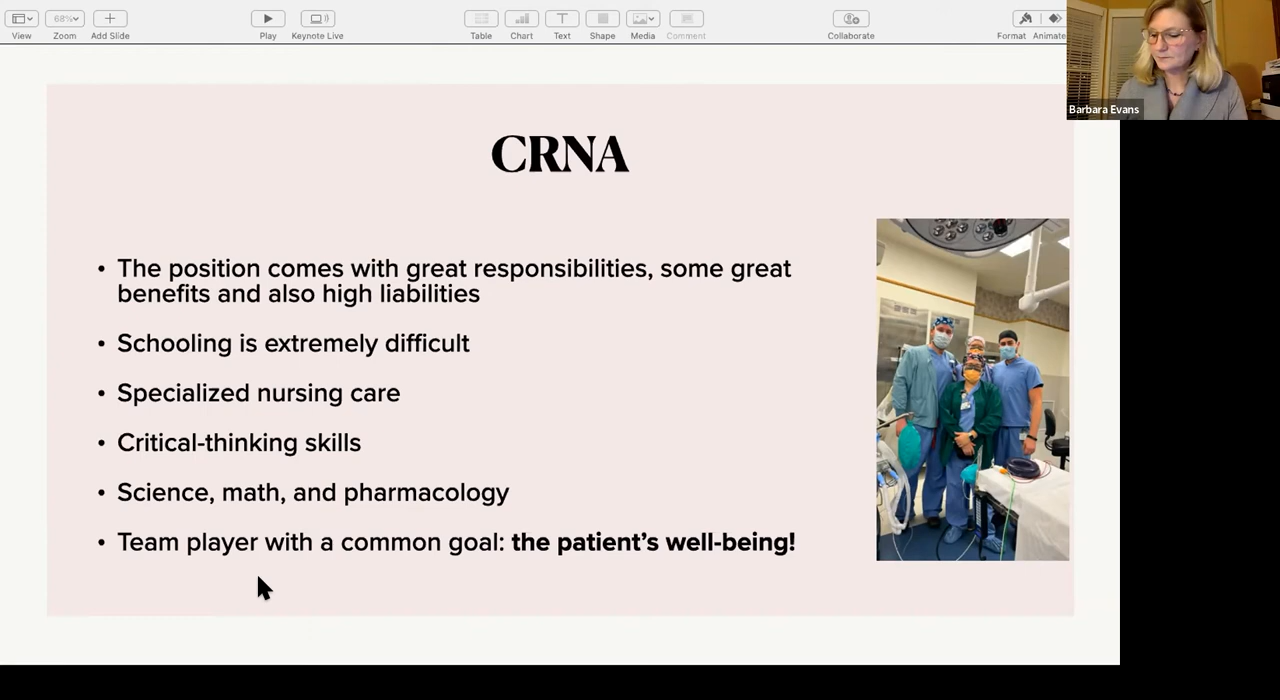 View
68%
Zoom
Add Slide
Play
Keynote Live
Table
Chart
Text
Shape
Media
Comment
Collaborate
Format
Animate
Barbara Evans
CRNA
• The position comes with great responsibilities, some great
benefits and also high liabilities
• Schooling is extremely difficult
• Specialized nursing care
• Critical-thinking skills
• Science, math, and pharmacology
• Team player with a common goal: the patient’s well-being!